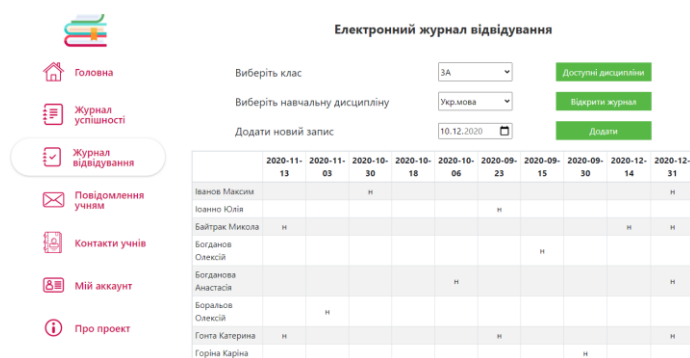 Електронний журнал відвідування
Головна
Журнал
успішності
Журнал
відвідування
Повідомлення
учням
Контакти учнів
Мій аккаунт
Про проект
Виберіть клас
3А
Доступні дисципліни
Виберіть навчальну дисципліну
Укр.мова
Відкрити журнал
Додати новий запис
10.12.2020
Додати
2020-11-13 2020-11-03 2020-10-30 2020-10-18 2020-10-06 2020-09-23 2020-09-15 2020-09-30 2020-12-14 2020-12-31
Іванов Максим н н
Іоанно Юлія н
Байтрак Микола н н н
Богданов
Олексій н
Богданова
Анастасія н н
Боральов
Олексій н
Гонта Катерина н н н
Горіна Каріна н